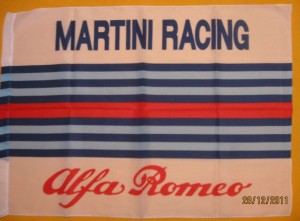 MARTINI RACING
Alfa Romeo
28/12/2011